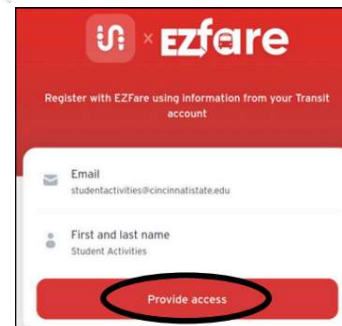 × EZfare
Register with EZFare using information from your Transit
account
Email
studentactivities@cincinnatistate.edu
First and last name
Student Activities
Provide access